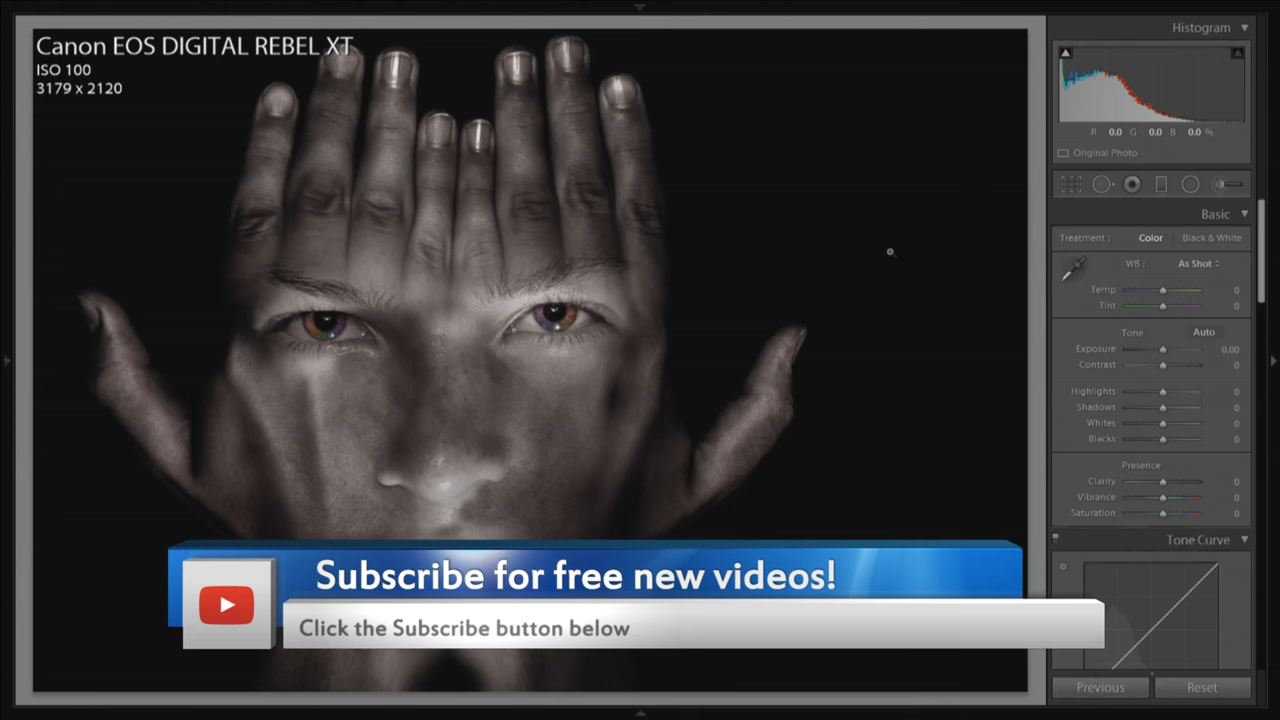 Canon EOS DIGITAL REBEL XT
ISO 100
3179 x 2120
Histogram
R 0.0 G 0.0 B 0.0 %
Original Photo
Basic
Treatment : Color Black & White
WB : As Shot
Temp 0
Tint 0
Tone Auto
Exposure 0.00
Contrast 0
Highlights 0
Shadows 0
Whites 0
Blacks 0
Presence
Clarity 0
Vibrance 0
Saturation 0
Tone Curve
Subscribe for free new videos!
Click the Subscribe button below
Previous Reset